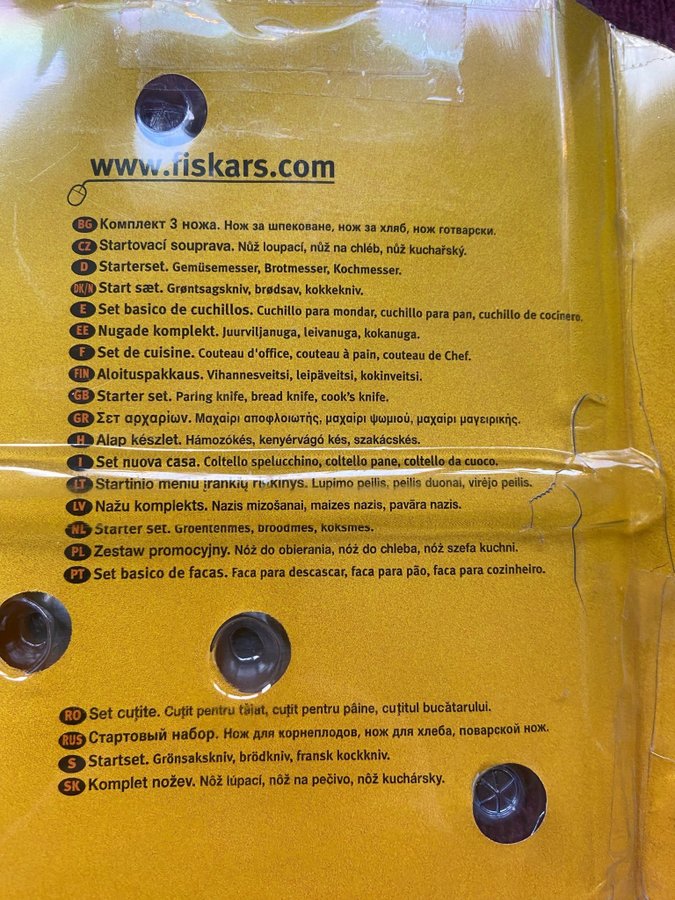 www.fiskars.com
BG Комплект 3 ножа. Нож за шпековане, нож за хляб, нож готварски.
CZ Startovací souprava. Nůž loupací, nůž na chléb, nůž kuchařský.
D Starterset. Gemüsemesser, Brotmesser, Kochmesser.
DK/N Start sæt. Grøntsagskniv, brødsav, kokkekniv.
E Set basico de cuchillos. Cuchillo para mondar, cuchillo para pan, cuchillo de cocinero.
EE Nugade komplekt. Juurviljanuga, leivanuga, kokanuga.
F Set de cuisine. Couteau d'office, couteau à pain, couteau de Chef.
FIN Aloituspakkaus. Vihannesveitsi, leipäveitsi, kokinveitsi.
GB Starter set. Paring knife, bread knife, cook's knife.
GR Σετ αρχαρίων. Μαχαίρι αποφλοιωτής, μαχαίρι ψωμιού, μαχαίρι μαγειρικής.
H Alap készlet. Hámozókés, kenyérvágó kés, szakácskés.
I Set nuova casa. Coltello spelucchino, coltello pane, coltello da cuoco.
LT Startinio meniu įrankių rinkinys. Lupimo peilis, peilis duonai, virėjo peilis.
LV Nažu komplekts. Nazis mizošanai, maizes nazis, pavāra nazis.
NL Starter set. Groentenmes, broodmes, koksmes.
PL Zestaw promocyjny. Nóż do obierania, nóż do chleba, nóż szefa kuchni.
PT Set basico de facas. Faca para descascar, faca para pão, faca para cozinheiro.
RO Set cuțite. Cuțit pentru tăiat, cuțit pentru pâine, cuțitul bucătarului.
RUS Стартовый набор. Нож для корнеплодов, нож для хлеба, поварской нож.
S Startset. Grönsakskniv, brödkniv, fransk kockkniv.
SK Komplet nožev. Nôž lúpací, nôž na pečivo, nôž kuchársky.